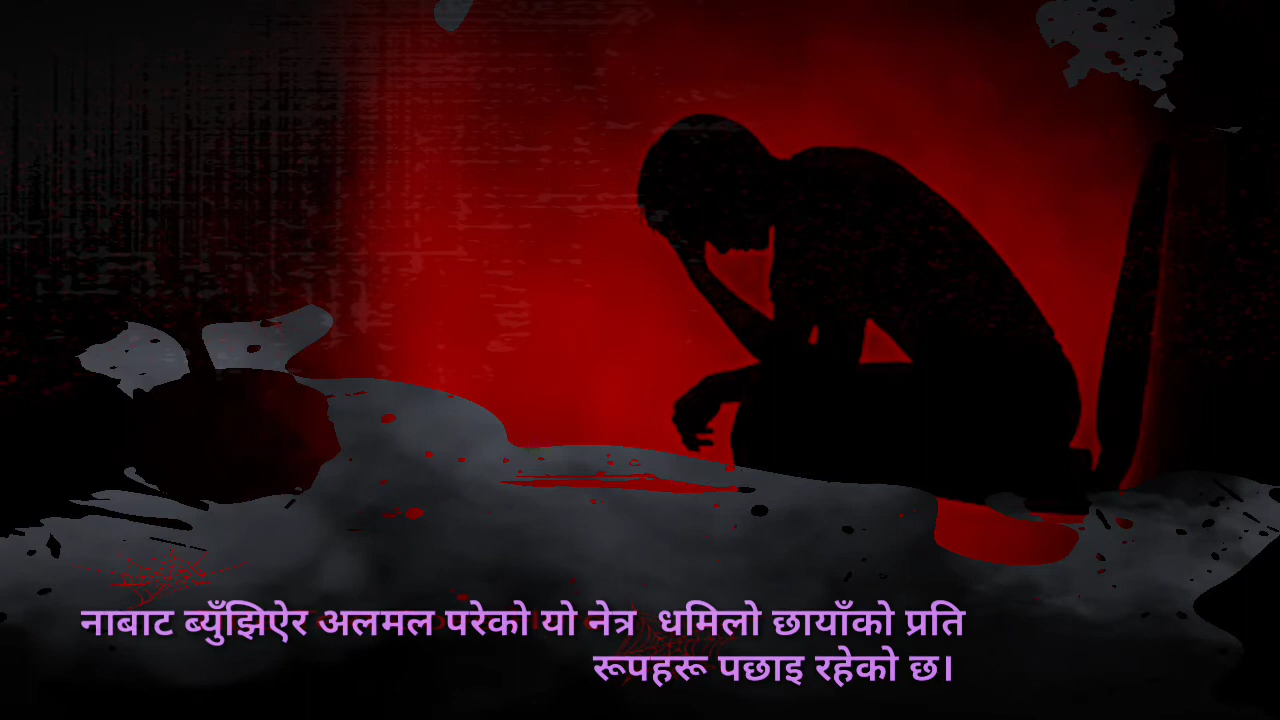 नाबाट ब्युँझिऐर अलमल परेको यो नेत्र  धमिलो छायाँको प्रति
रूपहरू पछाइ रहेको छ।